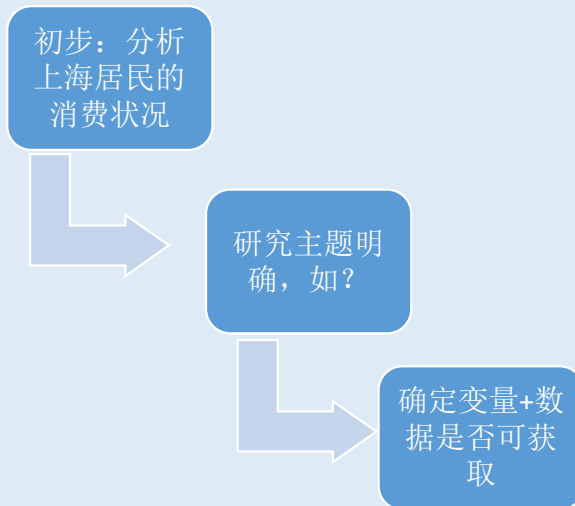 初步：分析
上海居民的
消费状况
研究主题明
确，如？
确定变量+数
据是否可获
取